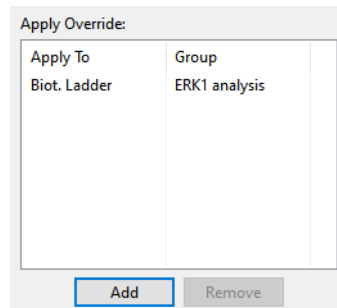 Apply Override:
Apply To Group
Biot. Ladder ERK1 analysis
Add Remove